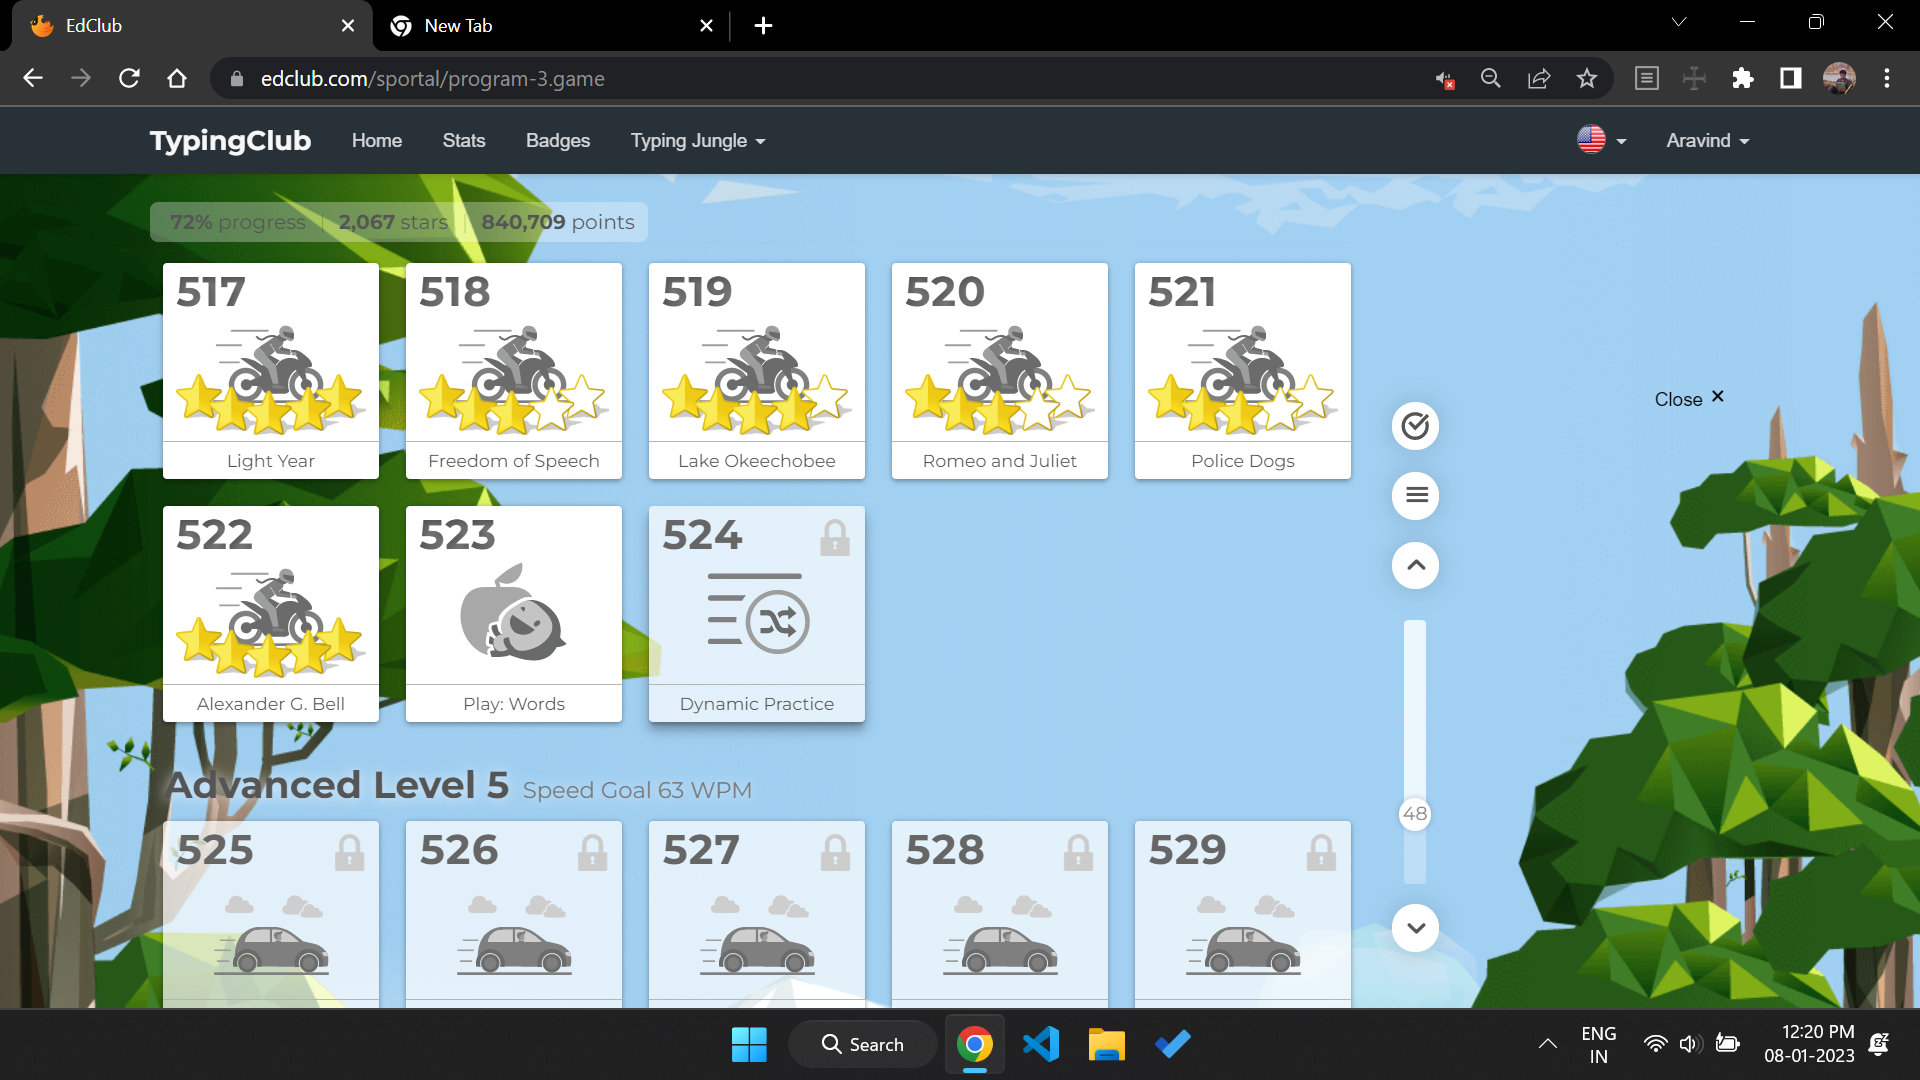 EdClub
New Tab
edclub.com/sportal/program-3.game
TypingClub Home Stats Badges Typing Jungle Aravind
72% progress | 2,067 stars | 840,709 points
517 518 519 520 521
Light Year Freedom of Speech Lake Okeechobee Romeo and Juliet Police Dogs
Close
522 523 524
Alexander G. Bell Play: Words Dynamic Practice
Advanced Level 5 Speed Goal 63 WPM
48
525 526 527 528 529
Search
ENG
IN
12:20 PM
08-01-2023